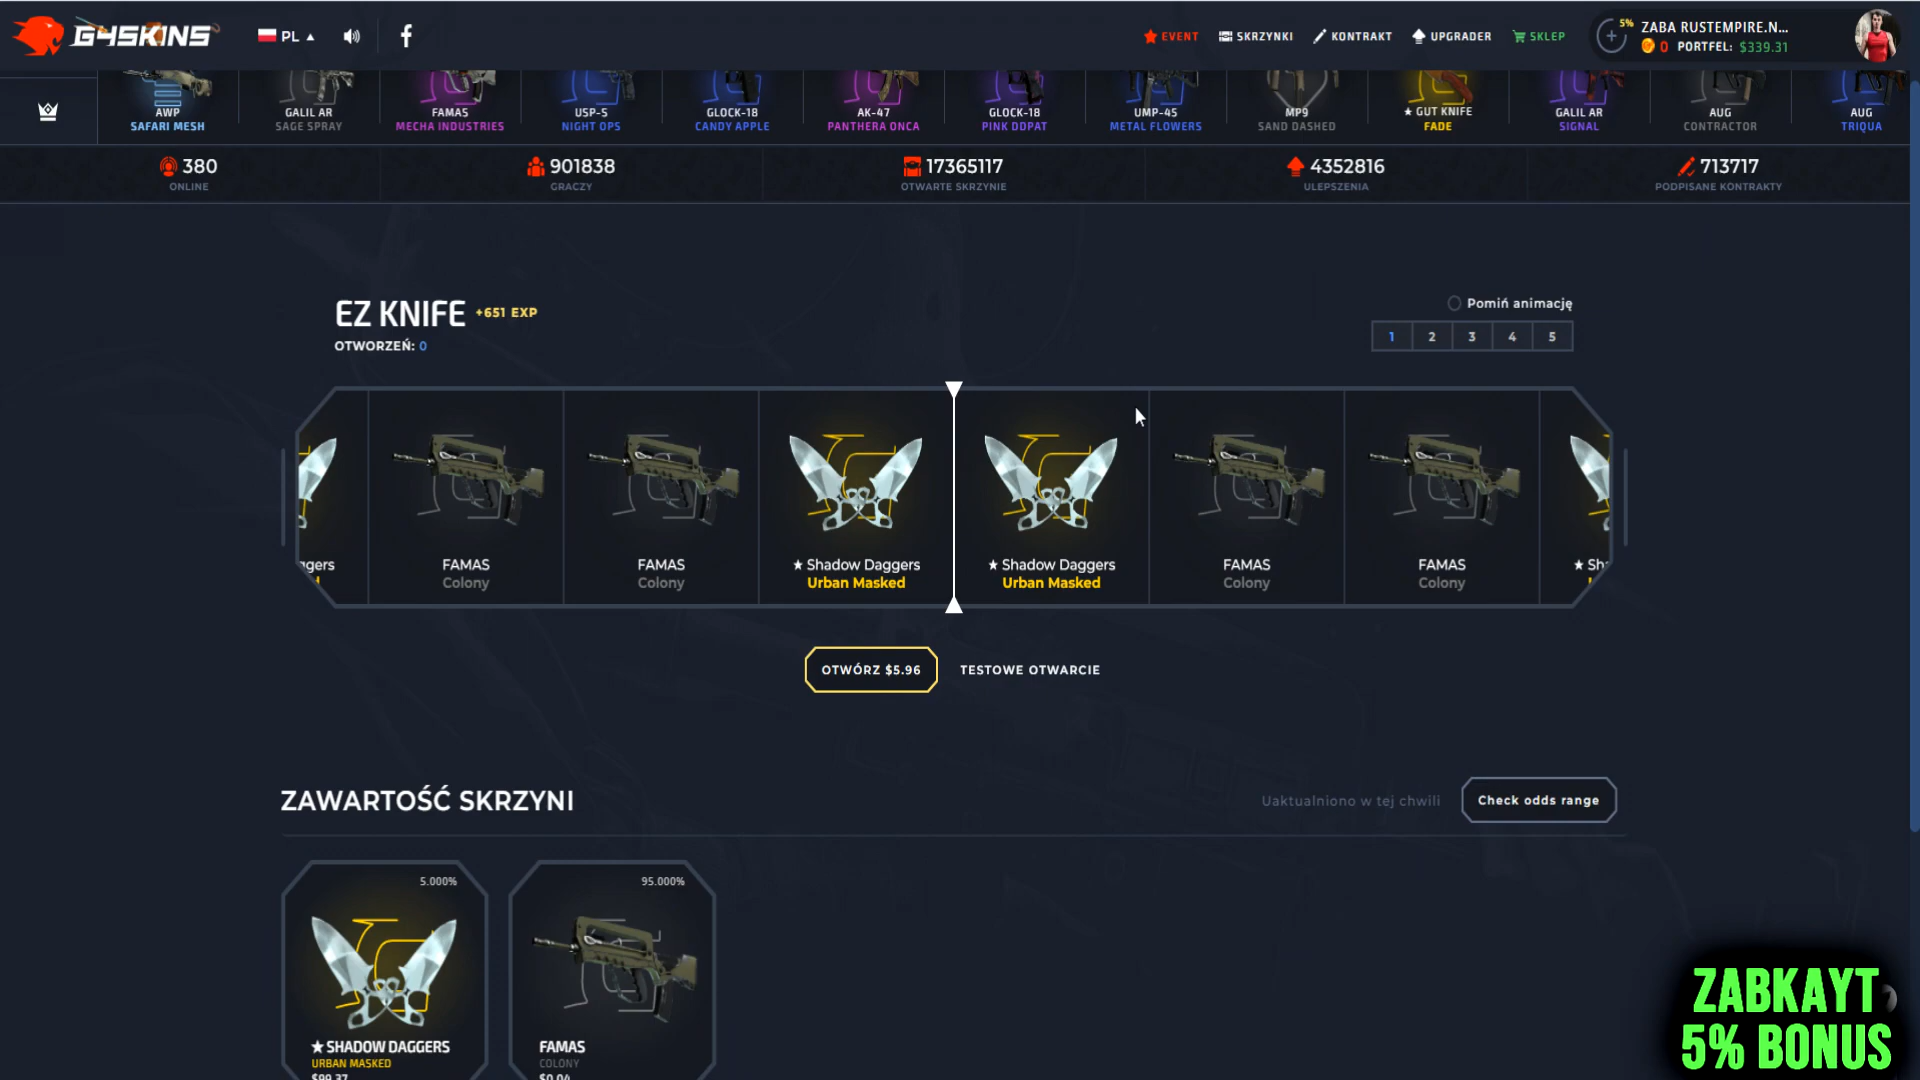 G4SKINS
PL
EVENT
SKRZYNKI
KONTRAKT
UPGRADER
SKLEP
5%
ZABA RUSTEMPIRE.N...
0 PORTFEL: $339.31
AWP
SAFARI MESH
GALIL AR
SAGE SPRAY
FAMAS
MECHA INDUSTRIES
USP-S
NIGHT OPS
GLOCK-18
CANDY APPLE
AK-47
PANTHERA ONCA
GLOCK-18
PINK DDPAT
UMP-45
METAL FLOWERS
MP9
SAND DASHED
★ GUT KNIFE
FADE
GALIL AR
SIGNAL
AUG
CONTRACTOR
AUG
TRIQUA
380
ONLINE
901838
GRACZY
17365117
OTWARTE SKRZYNIE
4352816
ULEPSZENIA
713717
PODPISANE KONTRAKTY
EZ KNIFE +651 EXP
OTWORZEŃ: 0
Pomiń animację
1 2 3 4 5
ggers
FAMAS
Colony
FAMAS
Colony
★ Shadow Daggers
Urban Masked
★ Shadow Daggers
Urban Masked
FAMAS
Colony
FAMAS
Colony
★ Sh
OTWÓRZ $5.96
TESTOWE OTWARCIE
ZAWARTOŚĆ SKRZYNI
Uaktualniono w tej chwili
Check odds range
5.000%
★ SHADOW DAGGERS
URBAN MASKED
$99.37
95.000%
FAMAS
COLONY
$0.04
ZABKAYT
5% BONUS